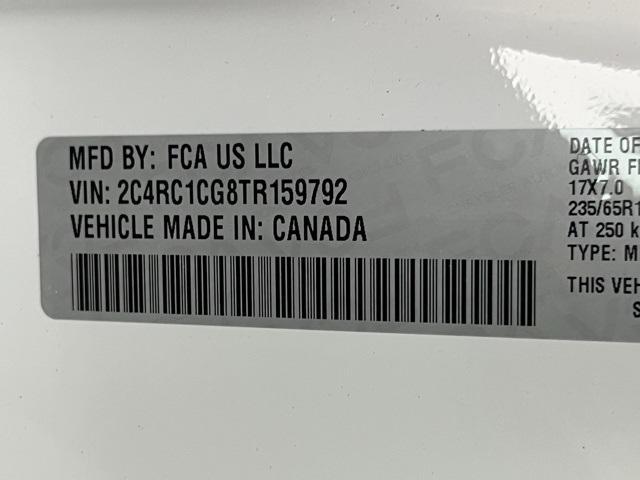 MFD BY: FCA US LLC
VIN: 2C4RC1CG8TR159792
VEHICLE MADE IN: CANADA
DATE OF
GAWR
17X7.0
235/65R1
AT 250
TYPE:
THIS